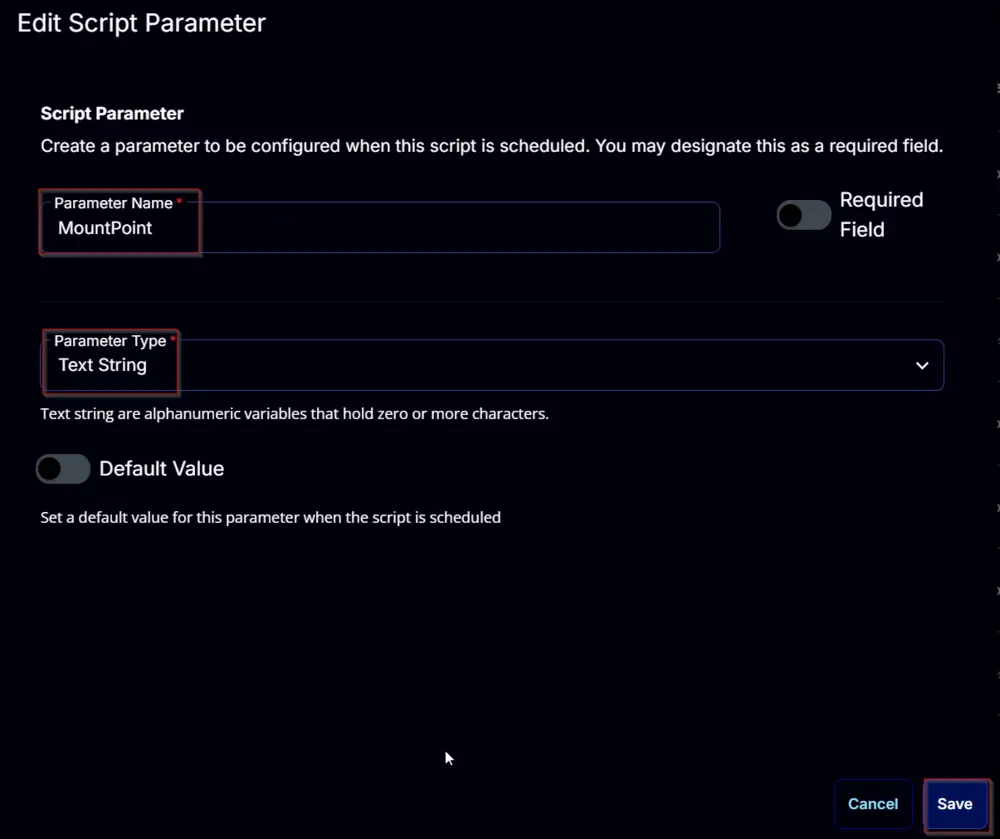 Edit Script Parameter
Script Parameter
Create a parameter to be configured when this script is scheduled. You may designate this as a required field.
Parameter Name *
MountPoint
Required
Field
Parameter Type *
Text String
Text string are alphanumeric variables that hold zero or more characters.
Default Value
Set a default value for this parameter when the script is scheduled
Cancel
Save